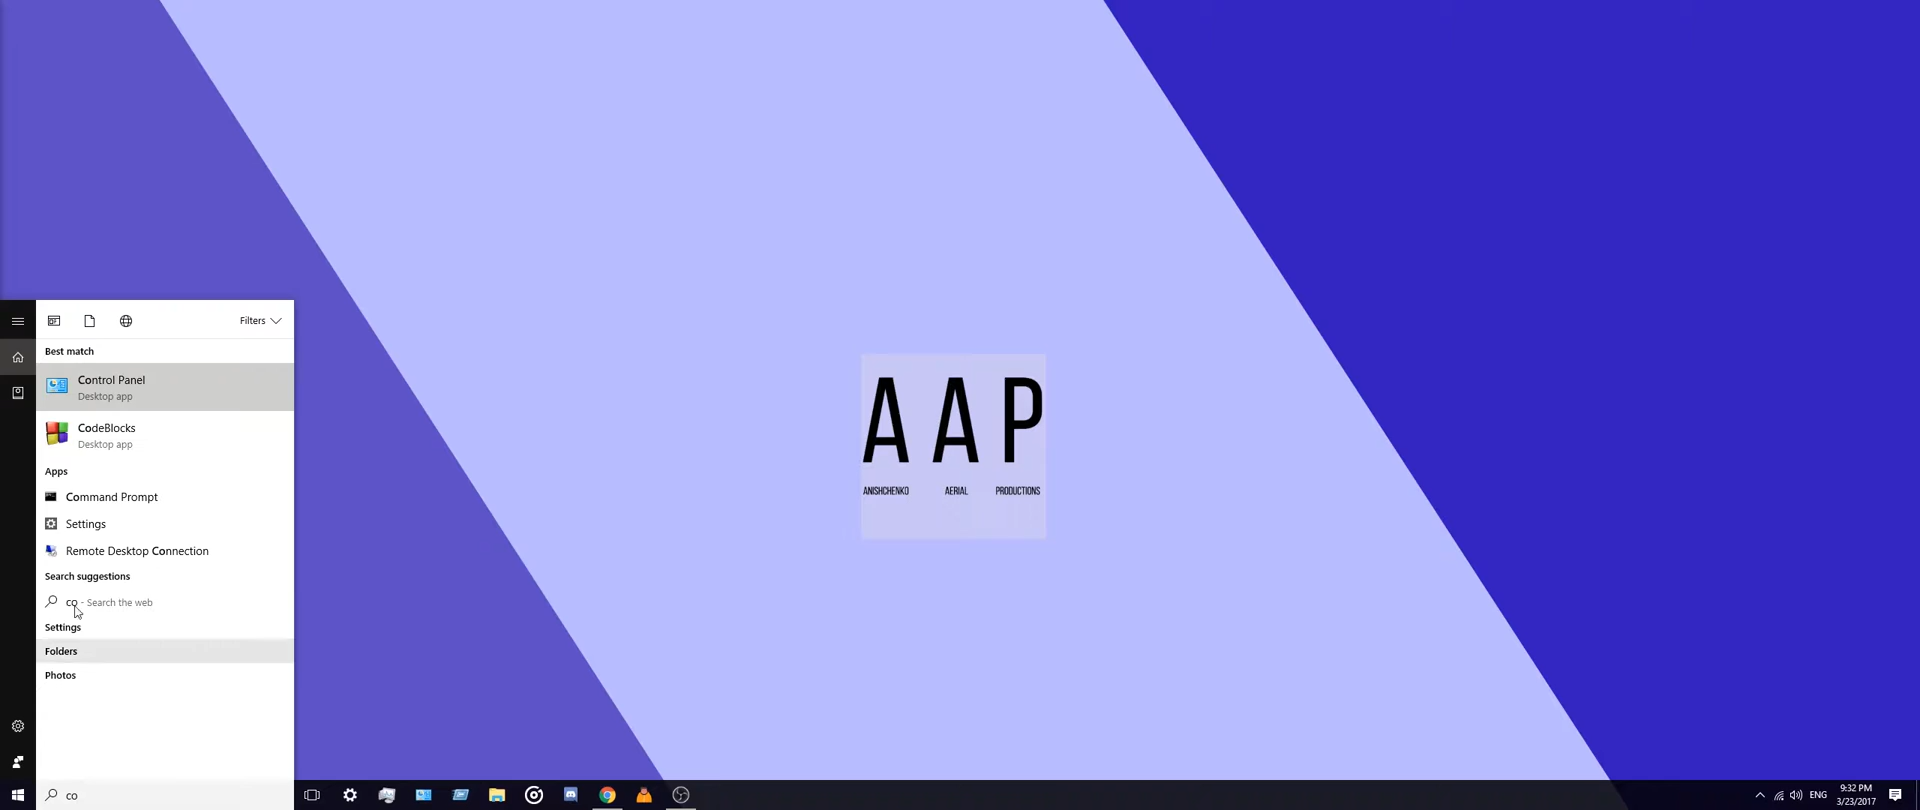 Filters
Best match
Control Panel
Desktop app
CodeBlocks
Desktop app
Apps
Command Prompt
Settings
Remote Desktop Connection
Search suggestions
co - Search the web
Settings
Folders
Photos
co
A A P
ANISHCHENKO AERIAL PRODUCTIONS
ENG
9:32 PM
3/23/2017